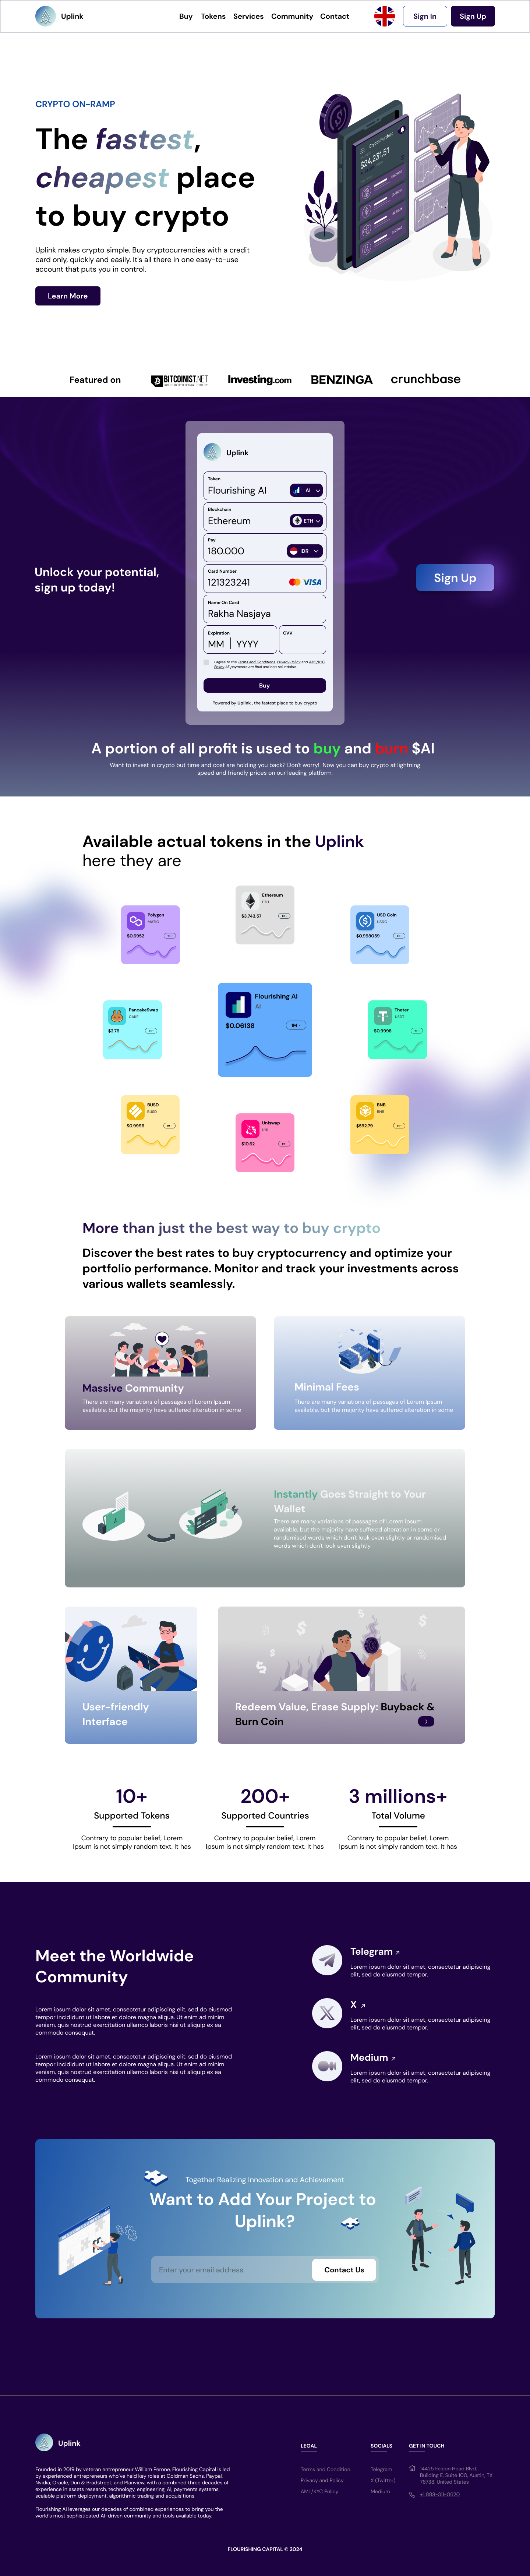 Uplink
Buy Tokens Services Community Contact
Sign In
Sign Up
CRYPTO ON-RAMP
The fastest,
cheapest place
to buy crypto
Uplink makes crypto simple. Buy cryptocurrencies with a credit
card only, quickly and easily. It's all there in one easy-to-use
account that puts you in control.
Learn More
Crypto Portfolio
$24,231.51
Featured on
BITCOINIST.NET
Investing.com
BENZINGA
crunchbase
Uplink
Token
Flourishing AI
AI
Blockchain
Ethereum
ETH
Pay
180.000
IDR
Card Number
121323241
VISA
Name On Card
Rakha Nasjaya
Expiration
MM YYYY
CVV
I agree to the Terms and Conditions, Privacy Policy and AML/KYC
Policy. All payments are final and non-refundable.
Buy
Powered by Uplink , the fastest place to buy crypto
Unlock your potential,
sign up today!
Sign Up
A portion of all profit is used to buy and burn $AI
Want to invest in crypto but time and cost are holding you back? Don't worry! Now you can buy crypto at lightning
speed and friendly prices on our leading platform.
Available actual tokens in the Uplink
here they are
Ethereum
ETH
$3,743.57
Polygon
MATIC
$0.6952
USD Coin
USDC
$0.998059
Flourishing AI
AI
$0.06138
PancakeSwap
CAKE
$2.76
Theter
USDT
$0.9998
BUSD
BUSD
$0.9996
Uniswap
UNI
$10.62
BNB
BNB
$592.79
More than just the best way to buy crypto
Discover the best rates to buy cryptocurrency and optimize your
portfolio performance. Monitor and track your investments across
various wallets seamlessly.
Massive Community
There are many variations of passages of Lorem Ipsum
available, but the majority have suffered alteration in some
Minimal Fees
There are many variations of passages of Lorem Ipsum
available, but the majority have suffered alteration in some
Instantly Goes Straight to Your
Wallet
There are many variations of passages of Lorem Ipsum
available, but the majority have suffered alteration in some or
randomised words which don't look even slightly or randomised
words which don't look even slightly
User-friendly
Interface
Redeem Value, Erase Supply: Buyback &
Burn Coin
10+
Supported Tokens
Contrary to popular belief, Lorem
Ipsum is not simply random text. It has
200+
Supported Countries
Contrary to popular belief, Lorem
Ipsum is not simply random text. It has
3 millions+
Total Volume
Contrary to popular belief, Lorem
Ipsum is not simply random text. It has
Meet the Worldwide
Community
Lorem ipsum dolor sit amet, consectetur adipiscing elit, sed do eiusmod
tempor incididunt ut labore et dolore magna aliqua. Ut enim ad minim
veniam, quis nostrud exercitation ullamco laboris nisi ut aliquip ex ea
commodo consequat.
Lorem ipsum dolor sit amet, consectetur adipiscing elit, sed do eiusmod
tempor incididunt ut labore et dolore magna aliqua. Ut enim ad minim
veniam, quis nostrud exercitation ullamco laboris nisi ut aliquip ex ea
commodo consequat.
Telegram
Lorem ipsum dolor sit amet, consectetur adipiscing
elit, sed do eiusmod tempor.
X
Lorem ipsum dolor sit amet, consectetur adipiscing
elit, sed do eiusmod tempor.
Medium
Lorem ipsum dolor sit amet, consectetur adipiscing
elit, sed do eiusmod tempor.
Together Realizing Innovation and Achievement
Want to Add Your Project to
Uplink?
Enter your email address
Contact Us
Uplink
Founded in 2019 by veteran entrepreneur William Perone, Flourishing Capital is led
by experienced entrepreneurs who've held key roles at Goldman Sachs, Paypal,
Nvidia, Oracle, Dun & Bradstreet, and Planview, with a combined three decades of
experience in assets research, technology, engineering, AI, payments systems,
scalable platform deployment, algorithmic trading and acquisitions
Flourishing AI leverages our decades of combined experiences to bring you the
world's most sophisticated AI-driven community and tools available today.
LEGAL
Terms and Condition
Privacy and Policy
AML/KYC Policy
SOCIALS
Telegram
X (Twitter)
Medium
GET IN TOUCH
14425 Falcon Head Blvd,
Building E, Suite 100, Austin, TX
78738, United States
+1 888-311-0620
FLOURISHING CAPITAL © 2024